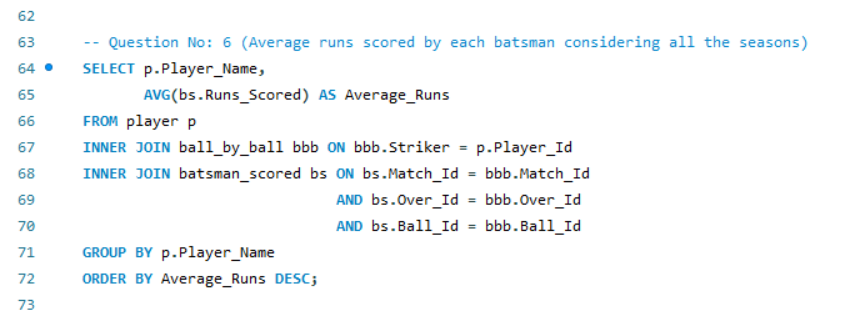 62
63 -- Question No: 6 (Average runs scored by each batsman considering all the seasons)
64 SELECT p.Player_Name,
65 AVG(bs.Runs_Scored) AS Average_Runs
66 FROM player p
67 INNER JOIN ball_by_ball bbb ON bbb.Striker = p.Player_Id
68 INNER JOIN batsman_scored bs ON bs.Match_Id = bbb.Match_Id
69 AND bs.Over_Id = bbb.Over_Id
70 AND bs.Ball_Id = bbb.Ball_Id
71 GROUP BY p.Player_Name
72 ORDER BY Average_Runs DESC;
73